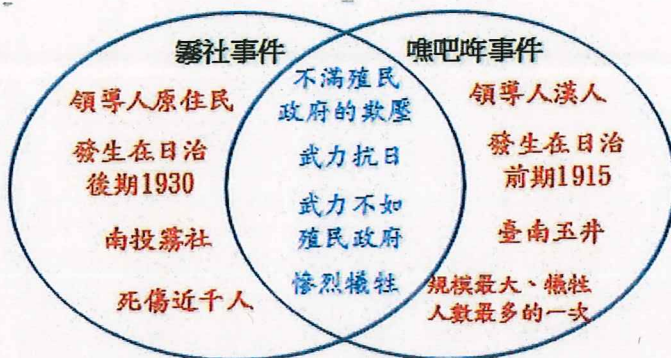 霧社事件
領導人原住民
發生在日治
後期1930
南投霧社
死傷近千人
不滿殖民
政府的欺壓
武力抗日
武力不如
殖民政府
慘烈犧牲
噍吧哖事件
領導人漢人
發生在日治
前期1915
臺南玉井
規模最大、犧牲
人數最多的一次